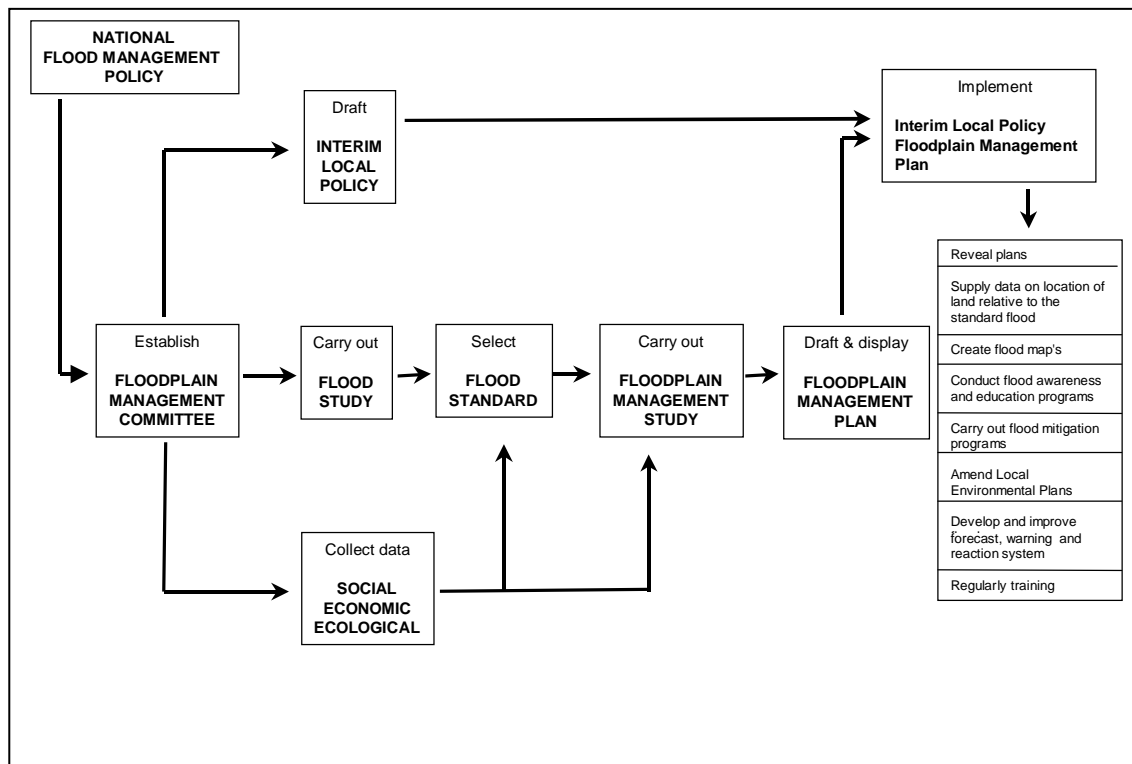 NATIONAL
FLOOD MANAGEMENT
POLICY
Draft
INTERIM
LOCAL
POLICY
Implement
Interim Local Policy
Floodplain Management
Plan
Establish
FLOODPLAIN
MANAGEMENT
COMMITTEE
Carry out
FLOOD
STUDY
Select
FLOOD
STANDARD
Carry out
FLOODPLAIN
MANAGEMENT
STUDY
Draft & display
FLOODPLAIN
MANAGEMENT
PLAN
Collect data
SOCIAL
ECONOMIC
ECOLOGICAL
Reveal plans
Supply data on location of
land relative to the
standard flood
Create flood map's
Conduct flood awareness
and education programs
Carry out flood mitigation
programs
Amend Local
Environmental Plans
Develop and improve
forecast, warning and
reaction system
Regularly training